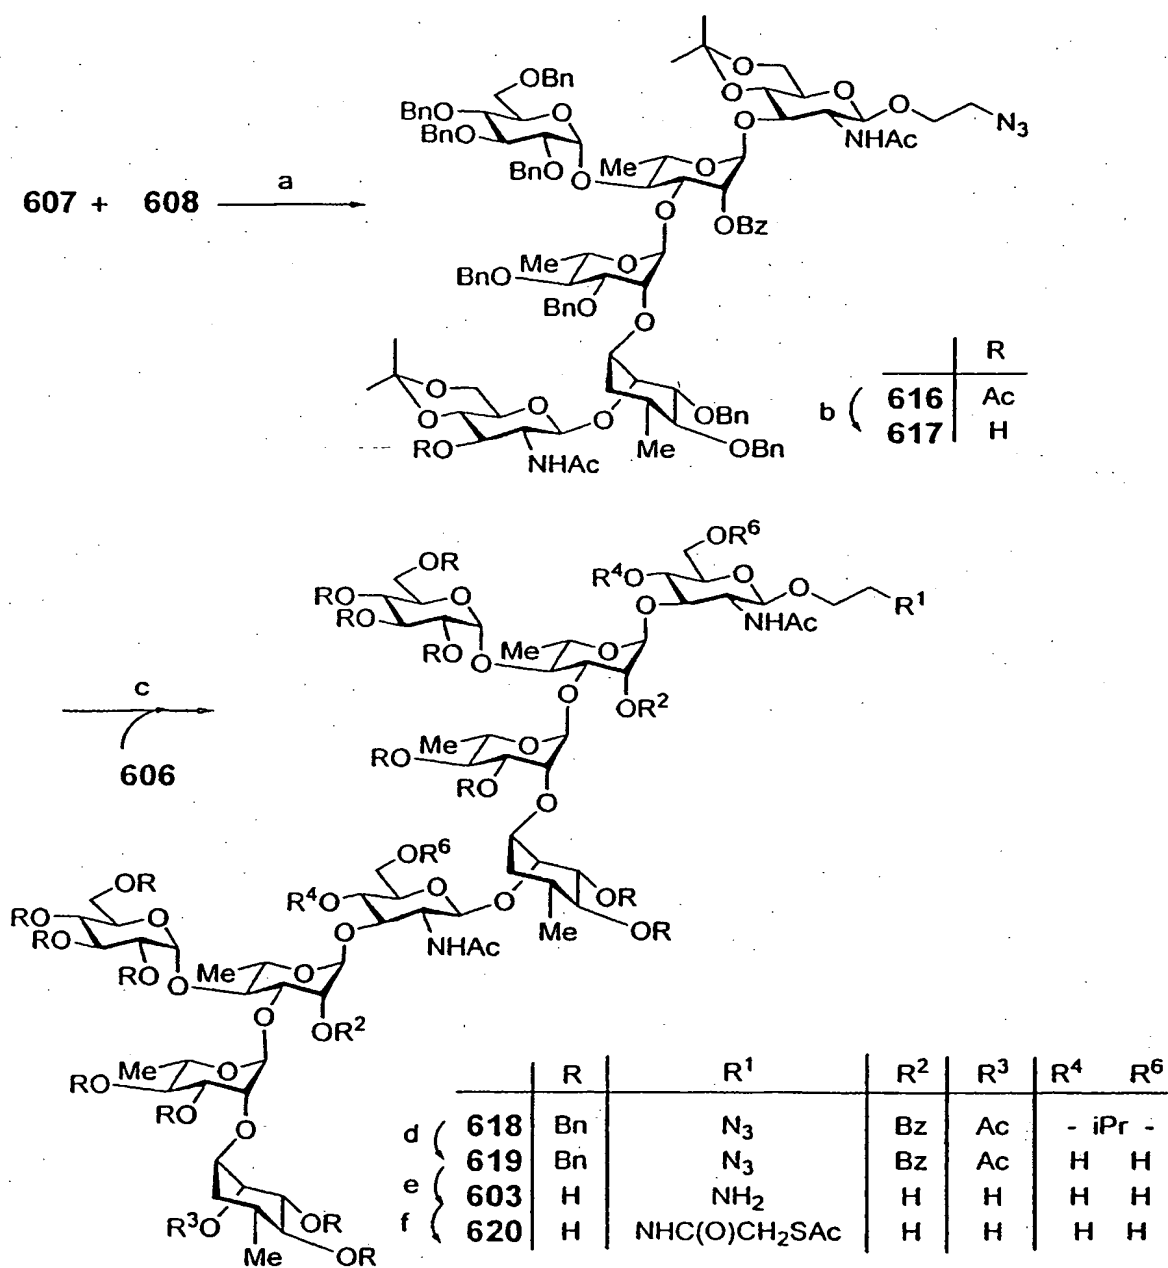 607 + 608
a
OBn
BnO
BnO
BnO
O
O
Me
O
O
O
O
O
O
O
NHAc
N3
OBz
O
Me
O
BnO
BnO
O
O
O
O
O
RO
NHAc
O
Me
OBn
OBn
R
b 616 Ac
617 H
c
606
OR
RO
RO
RO
O
O
Me
O
OR6
R4O
O
O
O
NHAc
R1
OR2
O
Me
O
RO
RO
O
OR6
R4O
O
O
O
NHAc
Me
OR
OR
OR
RO
RO
RO
O
O
Me
O
OR2
O
Me
O
RO
RO
O
R3O
Me
OR
OR
R R1 R2 R3 R4 R6
d 618 Bn N3 Bz Ac - iPr -
619 Bn N3 Bz Ac H H
e 603 H NH2 H H H H
f 620 H NHC(O)CH2SAc H H H H